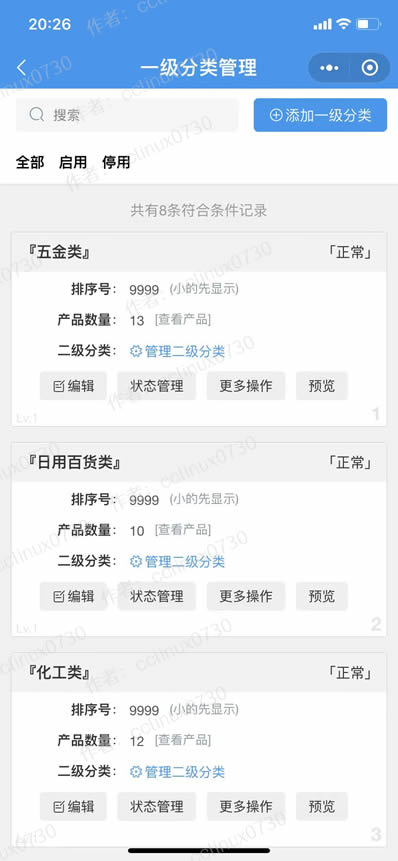 20:26
一级分类管理
搜索
添加一级分类
全部 启用 停用
共有8条符合条件记录
『五金类』 「正常」
排序号: 9999 (小的先显示)
产品数量: 13 [查看产品]
二级分类: 管理二级分类
编辑 状态管理 更多操作 预览
Lv.1 1
『日用百货类』 「正常」
排序号: 9999 (小的先显示)
产品数量: 10 [查看产品]
二级分类: 管理二级分类
编辑 状态管理 更多操作 预览
Lv.1 2
『化工类』 「正常」
排序号: 9999 (小的先显示)
产品数量: 12 [查看产品]
二级分类: 管理二级分类
编辑 状态管理 更多操作 预览
3
作者: cclinux0730